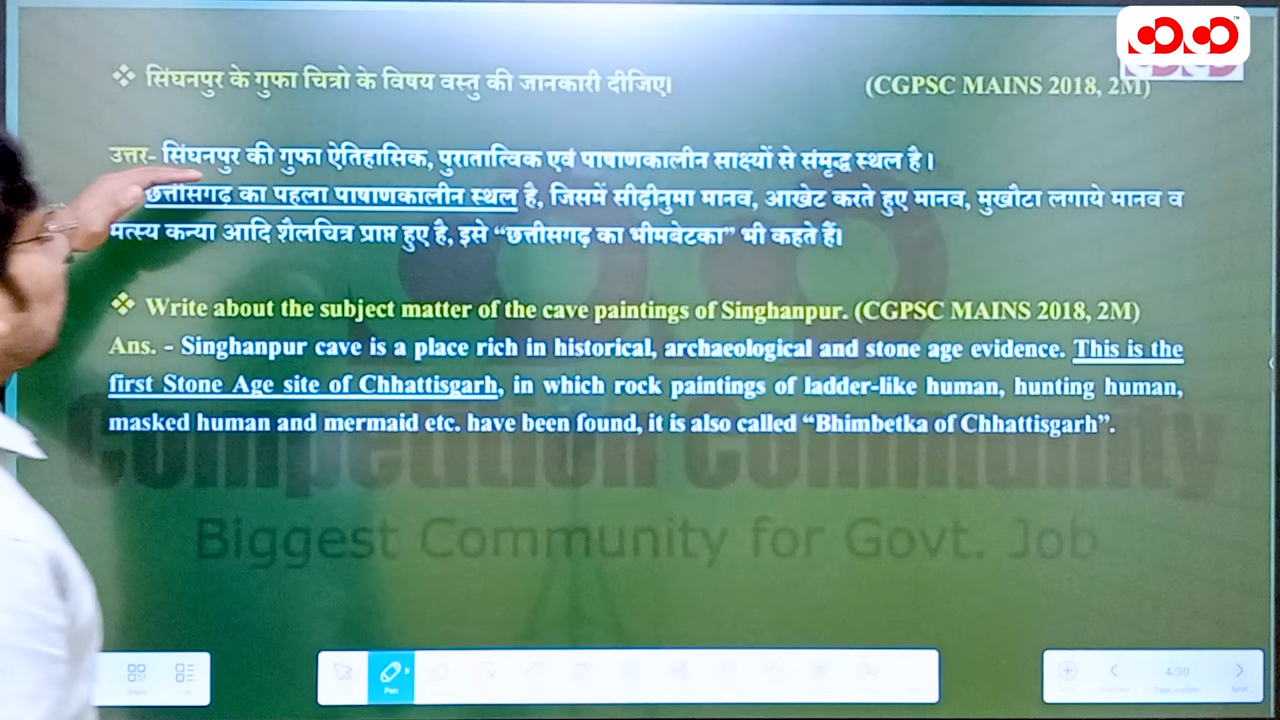 ❖ सिंघनपुर के गुफा चित्रो के विषय वस्तु की जानकारी दीजिए। (CGPSC MAINS 2018, 2M)
उत्तर- सिंघनपुर की गुफा ऐतिहासिक, पुरातात्विक एवं पाषाणकालीन साक्ष्यों से संमृद्ध स्थल है।
छत्तीसगढ़ का पहला पाषाणकालीन स्थल है, जिसमें सीढ़ीनुमा मानव, आखेट करते हुए मानव, मुखौटा लगाये मानव व
मत्स्य कन्या आदि शैलचित्र प्राप्त हुए है, इसे “छत्तीसगढ़ का भीमबेटका” भी कहते हैं।
❖ Write about the subject matter of the cave paintings of Singhanpur. (CGPSC MAINS 2018, 2M)
Ans. - Singhanpur cave is a place rich in historical, archaeological and stone age evidence. This is the
first Stone Age site of Chhattisgarh, in which rock paintings of ladder-like human, hunting human,
masked human and mermaid etc. have been found, it is also called “Bhimbetka of Chhattisgarh”.
Competition Community
Biggest Community for Govt. Job
Pen
4/30
Page number
Next